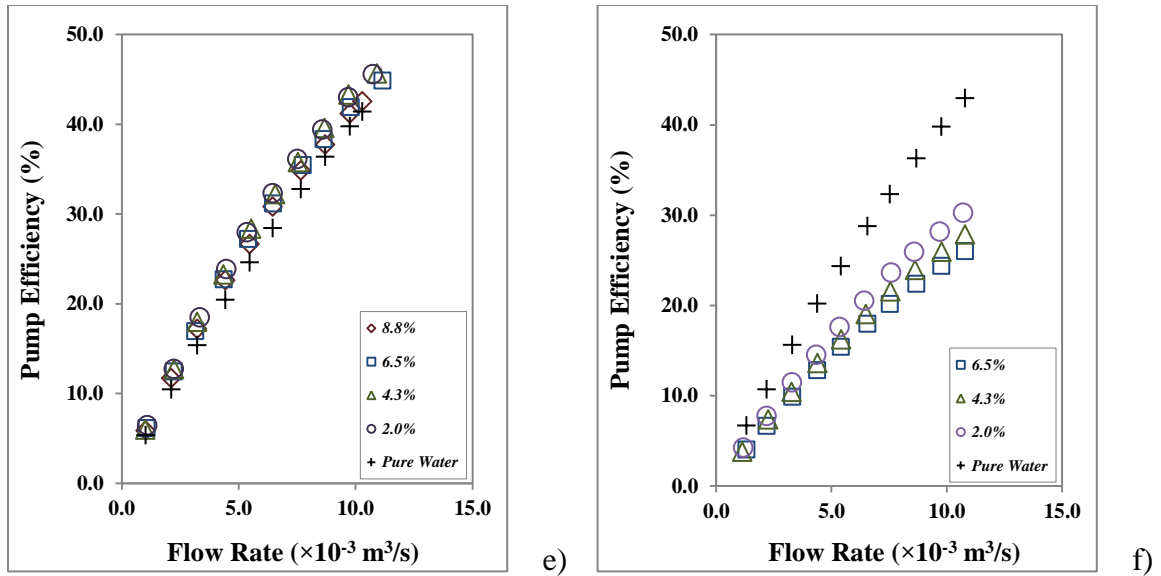 50.0
40.0
30.0
20.0
10.0
0.0
Pump Efficiency (%)
8.8%
6.5%
4.3%
2.0%
Pure Water
0.0 5.0 10.0 15.0
Flow Rate (×10⁻³ m³/s)
e)
50.0
40.0
30.0
20.0
10.0
0.0
Pump Efficiency (%)
6.5%
4.3%
2.0%
Pure Water
0.0 5.0 10.0 15.0
Flow Rate (×10⁻³ m³/s)
f)